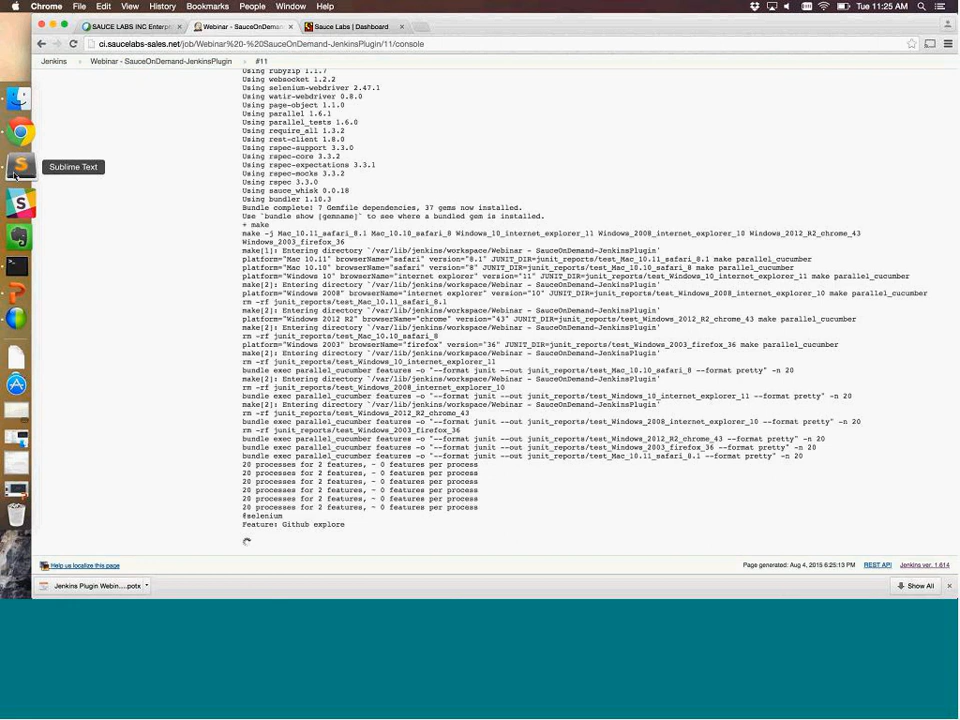 Chrome File Edit View History Bookmarks People Window Help Tue 11:25 AM
SAUCE LABS INC Enterp Webinar - SauceOnDeman Sauce Labs | Dashboard
ci.saucelabs-sales.net/job/Webinar%20-%20SauceOnDemand-JenkinsPlugin/11/console
Jenkins Webinar - SauceOnDemand-JenkinsPlugin #11
Using rubyzip 1.1.7
Using websocket 1.2.2
Using selenium-webdriver 2.47.1
Using watir-webdriver 0.8.0
Using page-object 1.1.0
Using parallel 1.6.1
Using parallel_tests 1.6.0
Using require_all 1.3.2
Using rest-client 1.8.0
Using rspec-support 3.3.0
Using rspec-core 3.3.2
Using rspec-expectations 3.3.1
Sublime Text
Using rspec-mocks 3.3.2
Using rspec 3.3.0
Using sauce_whisk 0.0.18
Using bundler 1.10.3
Bundle complete! 7 Gemfile dependencies, 37 gems now installed.
Use `bundle show [gemname]` to see where a bundled gem is installed.
+ make
make -j Mac_10.11_safari_8.1 Mac_10.10_safari_8 Windows_10_internet_explorer_11 Windows_2008_internet_explorer_10 Windows_2012_R2_chrome_43
Windows_2003_firefox_36
make[1]: Entering directory `/var/lib/jenkins/workspace/Webinar - SauceOnDemand-JenkinsPlugin'
platform="Mac 10.11" browserName="safari" version="8.1" JUNIT_DIR=junit_reports/test_Mac_10.11_safari_8.1 make parallel_cucumber
platform="Mac 10.10" browserName="safari" version="8" JUNIT_DIR=junit_reports/test_Mac_10.10_safari_8 make parallel_cucumber
platform="Windows 10" browserName="internet explorer" version="11" JUNIT_DIR=junit_reports/test_Windows_10_internet_explorer_11 make parallel_cucumber
make[2]: Entering directory `/var/lib/jenkins/workspace/Webinar - SauceOnDemand-JenkinsPlugin'
platform="Windows 2008" browserName="internet explorer" version="10" JUNIT_DIR=junit_reports/test_Windows_2008_internet_explorer_10 make parallel_cucumber
rm -rf junit_reports/test_Mac_10.11_safari_8.1
make[2]: Entering directory `/var/lib/jenkins/workspace/Webinar - SauceOnDemand-JenkinsPlugin'
platform="Windows 2012 R2" browserName="chrome" version="43" JUNIT_DIR=junit_reports/test_Windows_2012_R2_chrome_43 make parallel_cucumber
make[2]: Entering directory `/var/lib/jenkins/workspace/Webinar - SauceOnDemand-JenkinsPlugin'
rm -rf junit_reports/test_Mac_10.10_safari_8
platform="Windows 2003" browserName="firefox" version="36" JUNIT_DIR=junit_reports/test_Windows_2003_firefox_36 make parallel_cucumber
make[2]: Entering directory `/var/lib/jenkins/workspace/Webinar - SauceOnDemand-JenkinsPlugin'
rm -rf junit_reports/test_Windows_10_internet_explorer_11
bundle exec parallel_cucumber features -o "--format junit --out junit_reports/test_Mac_10.10_safari_8 --format pretty" -n 20
make[2]: Entering directory `/var/lib/jenkins/workspace/Webinar - SauceOnDemand-JenkinsPlugin'
rm -rf junit_reports/test_Windows_2008_internet_explorer_10
bundle exec parallel_cucumber features -o "--format junit --out junit_reports/test_Windows_10_internet_explorer_11 --format pretty" -n 20
make[2]: Entering directory `/var/lib/jenkins/workspace/Webinar - SauceOnDemand-JenkinsPlugin'
rm -rf junit_reports/test_Windows_2012_R2_chrome_43
bundle exec parallel_cucumber features -o "--format junit --out junit_reports/test_Windows_2008_internet_explorer_10 --format pretty" -n 20
rm -rf junit_reports/test_Windows_2003_firefox_36
bundle exec parallel_cucumber features -o "--format junit --out junit_reports/test_Windows_2012_R2_chrome_43 --format pretty" -n 20
bundle exec parallel_cucumber features -o "--format junit --out junit_reports/test_Windows_2003_firefox_36 --format pretty" -n 20
bundle exec parallel_cucumber features -o "--format junit --out junit_reports/test_Mac_10.11_safari_8.1 --format pretty" -n 20
20 processes for 2 features, ~ 0 features per process
20 processes for 2 features, ~ 0 features per process
20 processes for 2 features, ~ 0 features per process
20 processes for 2 features, ~ 0 features per process
20 processes for 2 features, ~ 0 features per process
20 processes for 2 features, ~ 0 features per process
@selenium
Feature: Github explore
Help us localize this page Page generated: Aug 4, 2015 6:25:13 PM REST API Jenkins ver. 1.614
Jenkins Plugin Webin....potx Show All